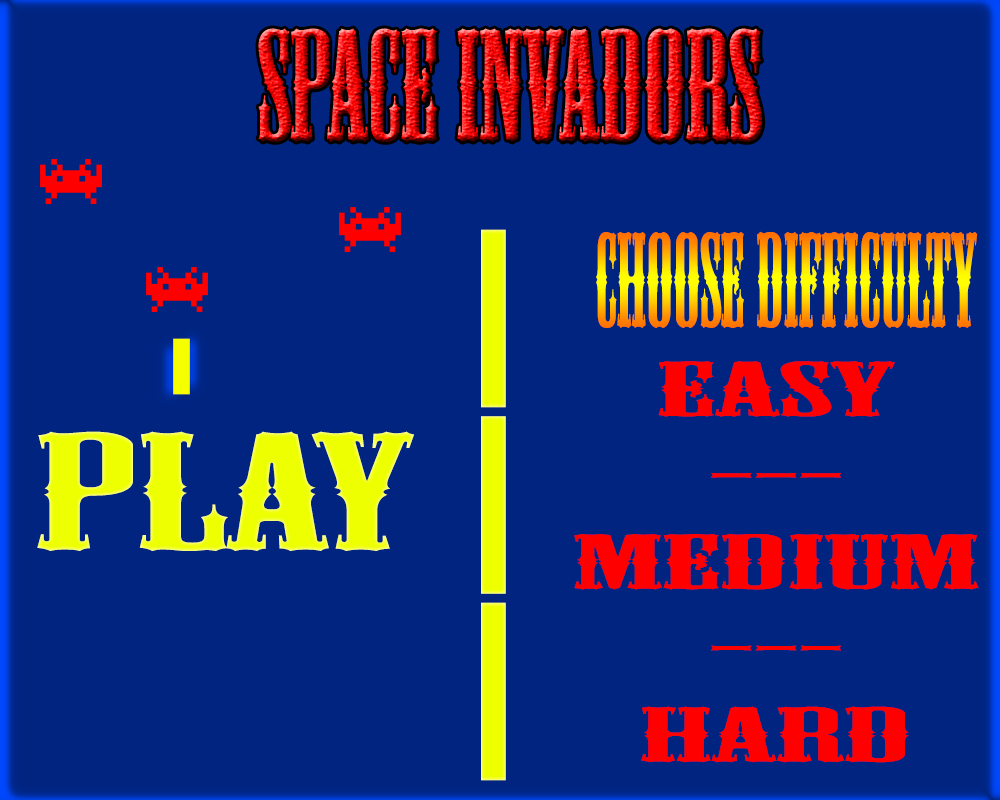 SPACE INVADORS
PLAY
CHOOSE DIFFICULTY
EASY
---
MEDIUM
---
HARD